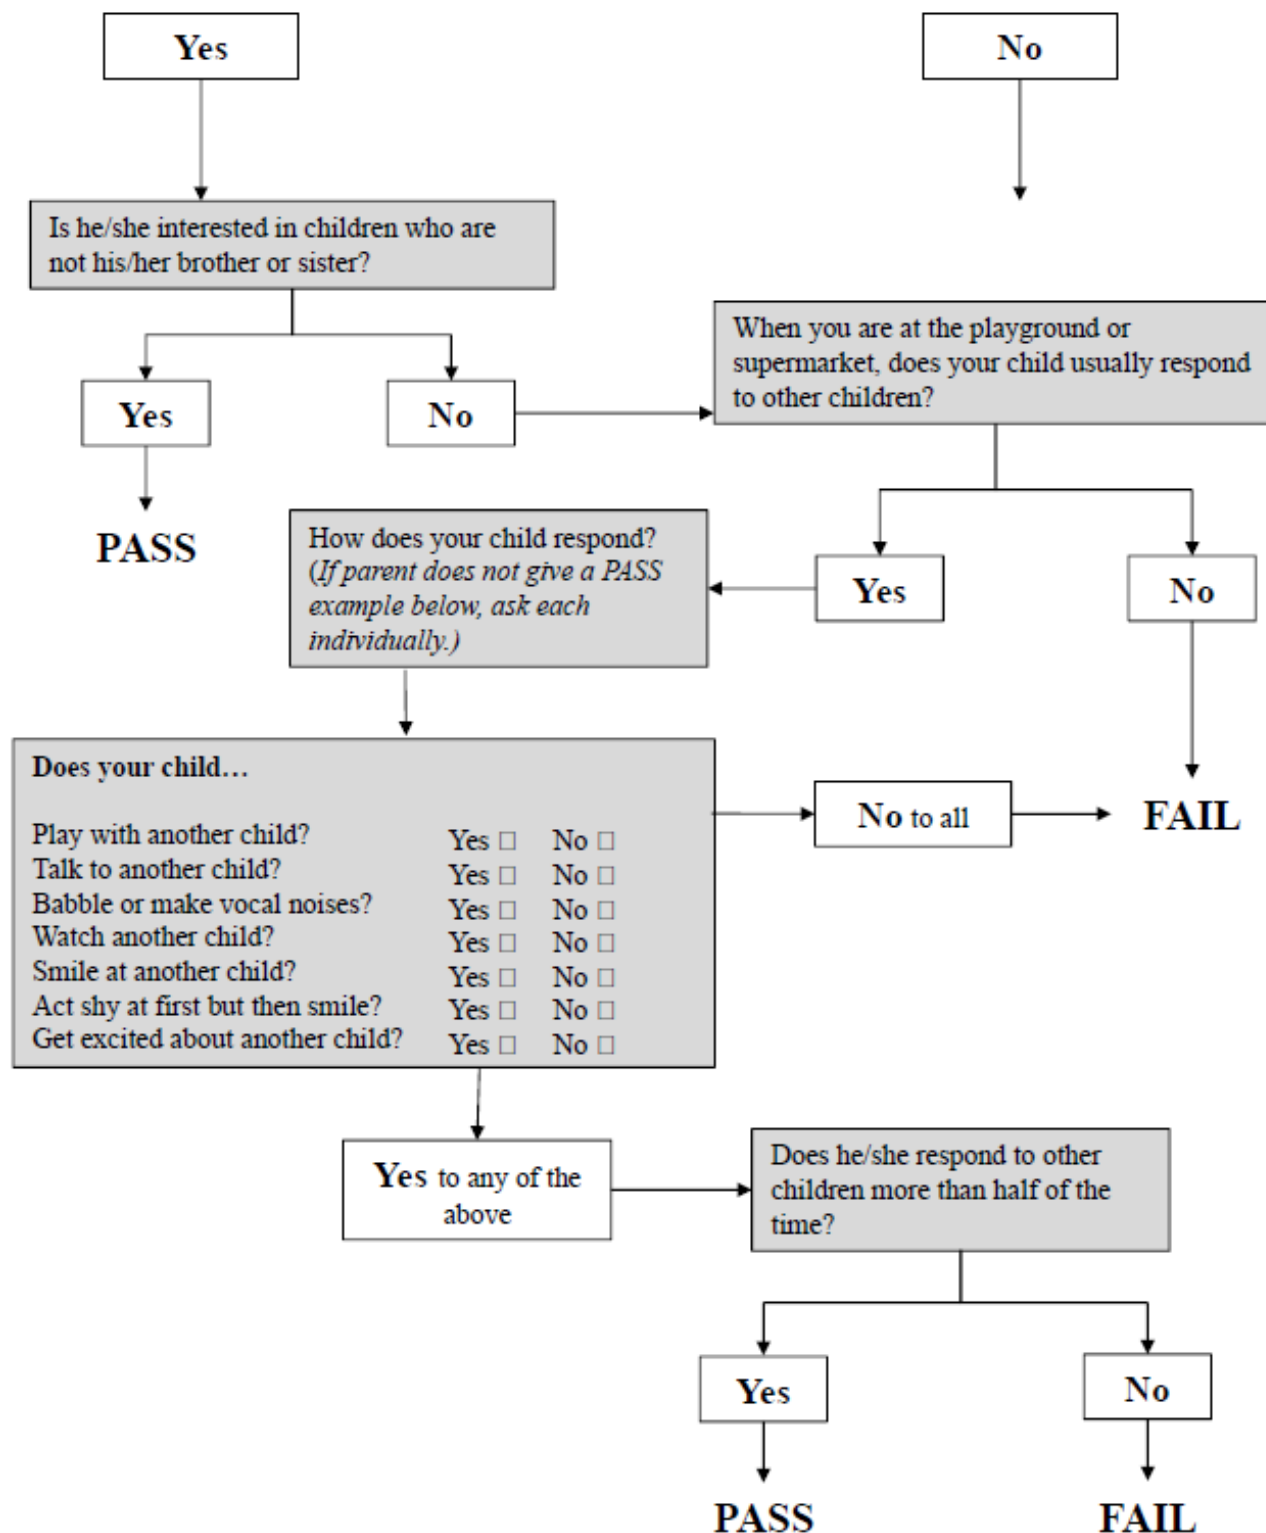 Yes
No
Is he/she interested in children who are
not his/her brother or sister?
When you are at the playground or
supermarket, does your child usually respond
to other children?
Yes
No
PASS
How does your child respond?
(If parent does not give a PASS
example below, ask each
individually.)
Yes
No
Does your child…
Play with another child? Yes □ No □
Talk to another child? Yes □ No □
Babble or make vocal noises? Yes □ No □
Watch another child? Yes □ No □
Smile at another child? Yes □ No □
Act shy at first but then smile? Yes □ No □
Get excited about another child? Yes □ No □
No to all
FAIL
Yes to any of the
above
Does he/she respond to other
children more than half of the
time?
Yes
No
PASS
FAIL